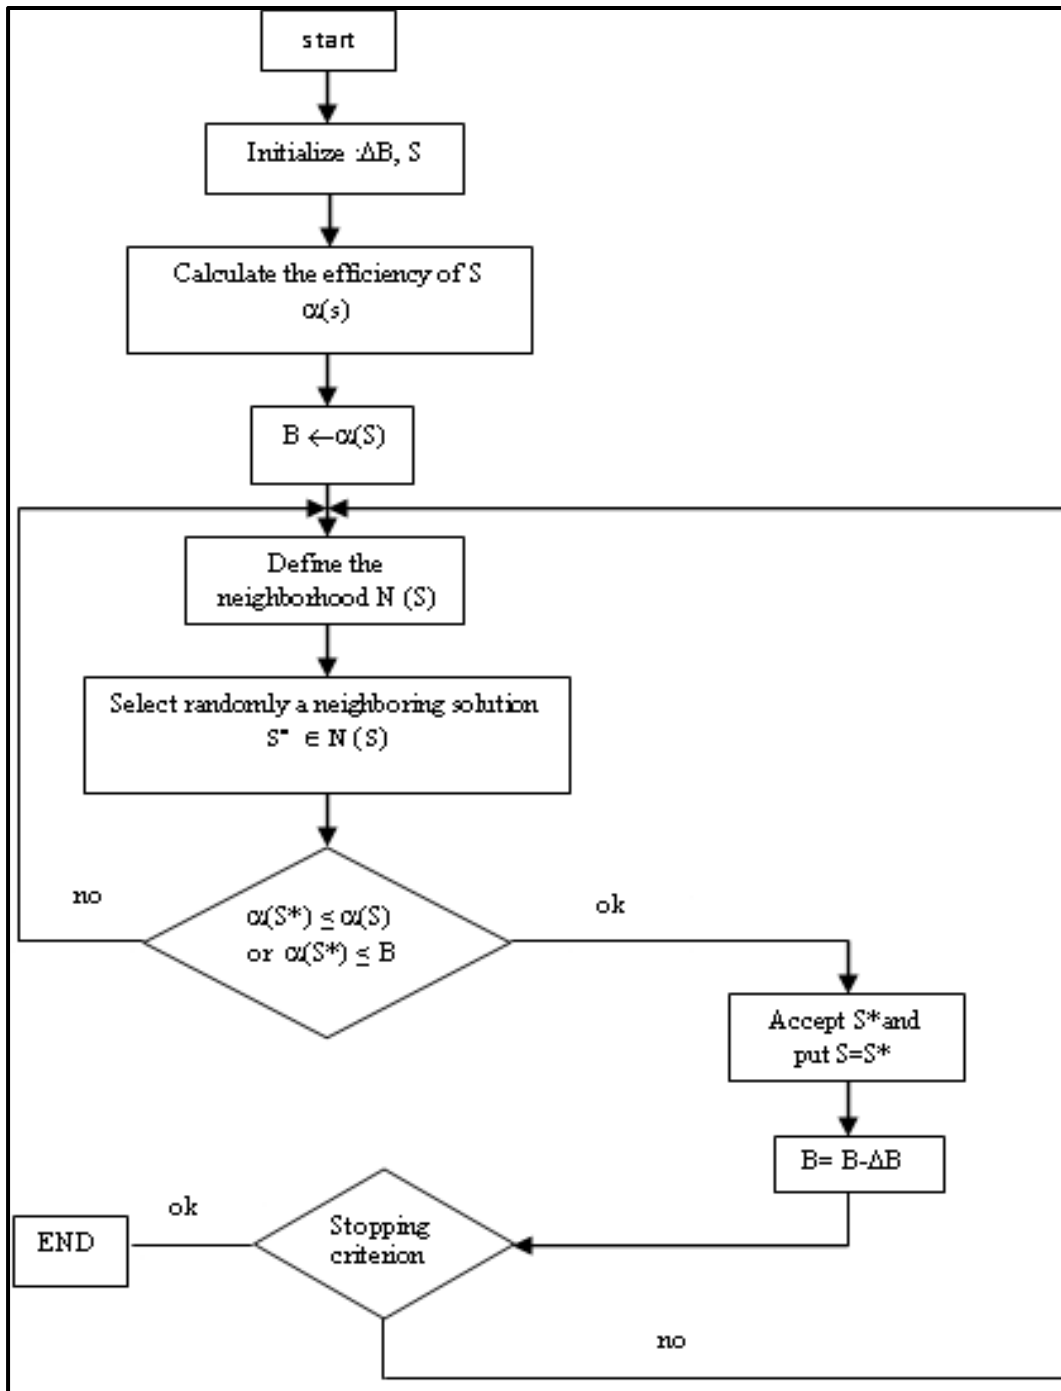 start
Initialize :ΔB, S
Calculate the efficiency of S
α(s)
B ←α(S)
Define the
neighborhood N (S)
Select randomly a neighboring solution
S* ∈ N (S)
no
α(S*) ≤ α(S)
or α(S*) ≤ B
ok
Accept S*and
put S=S*
B= B-ΔB
ok
Stopping
criterion
END
no